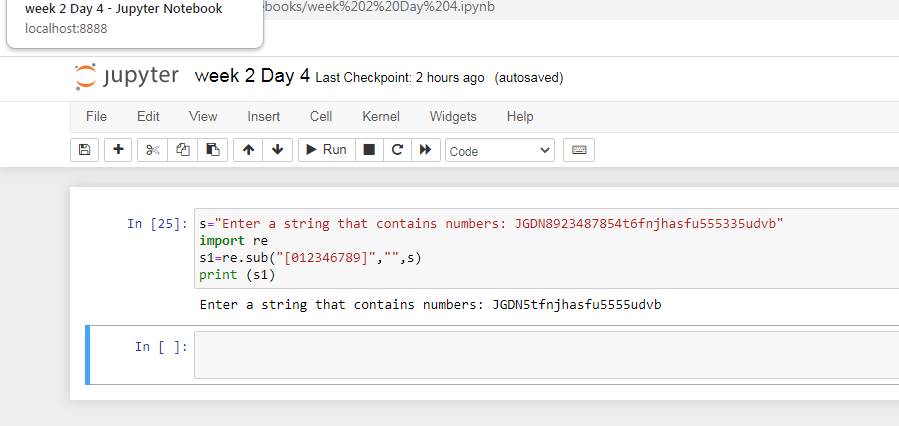 week 2 Day 4 - Jupyter Notebook
localhost:8888
books/week%202%20Day%204.ipynb
jupyter week 2 Day 4 Last Checkpoint: 2 hours ago (autosaved)
File Edit View Insert Cell Kernel Widgets Help
Run Code
In [25]: s="Enter a string that contains numbers: JGDN8923487854t6fnjhasfu555335udvb"
import re
s1=re.sub("[012346789]","",s)
print (s1)
Enter a string that contains numbers: JGDN5tfnjhasfu5555udvb
In [ ]: